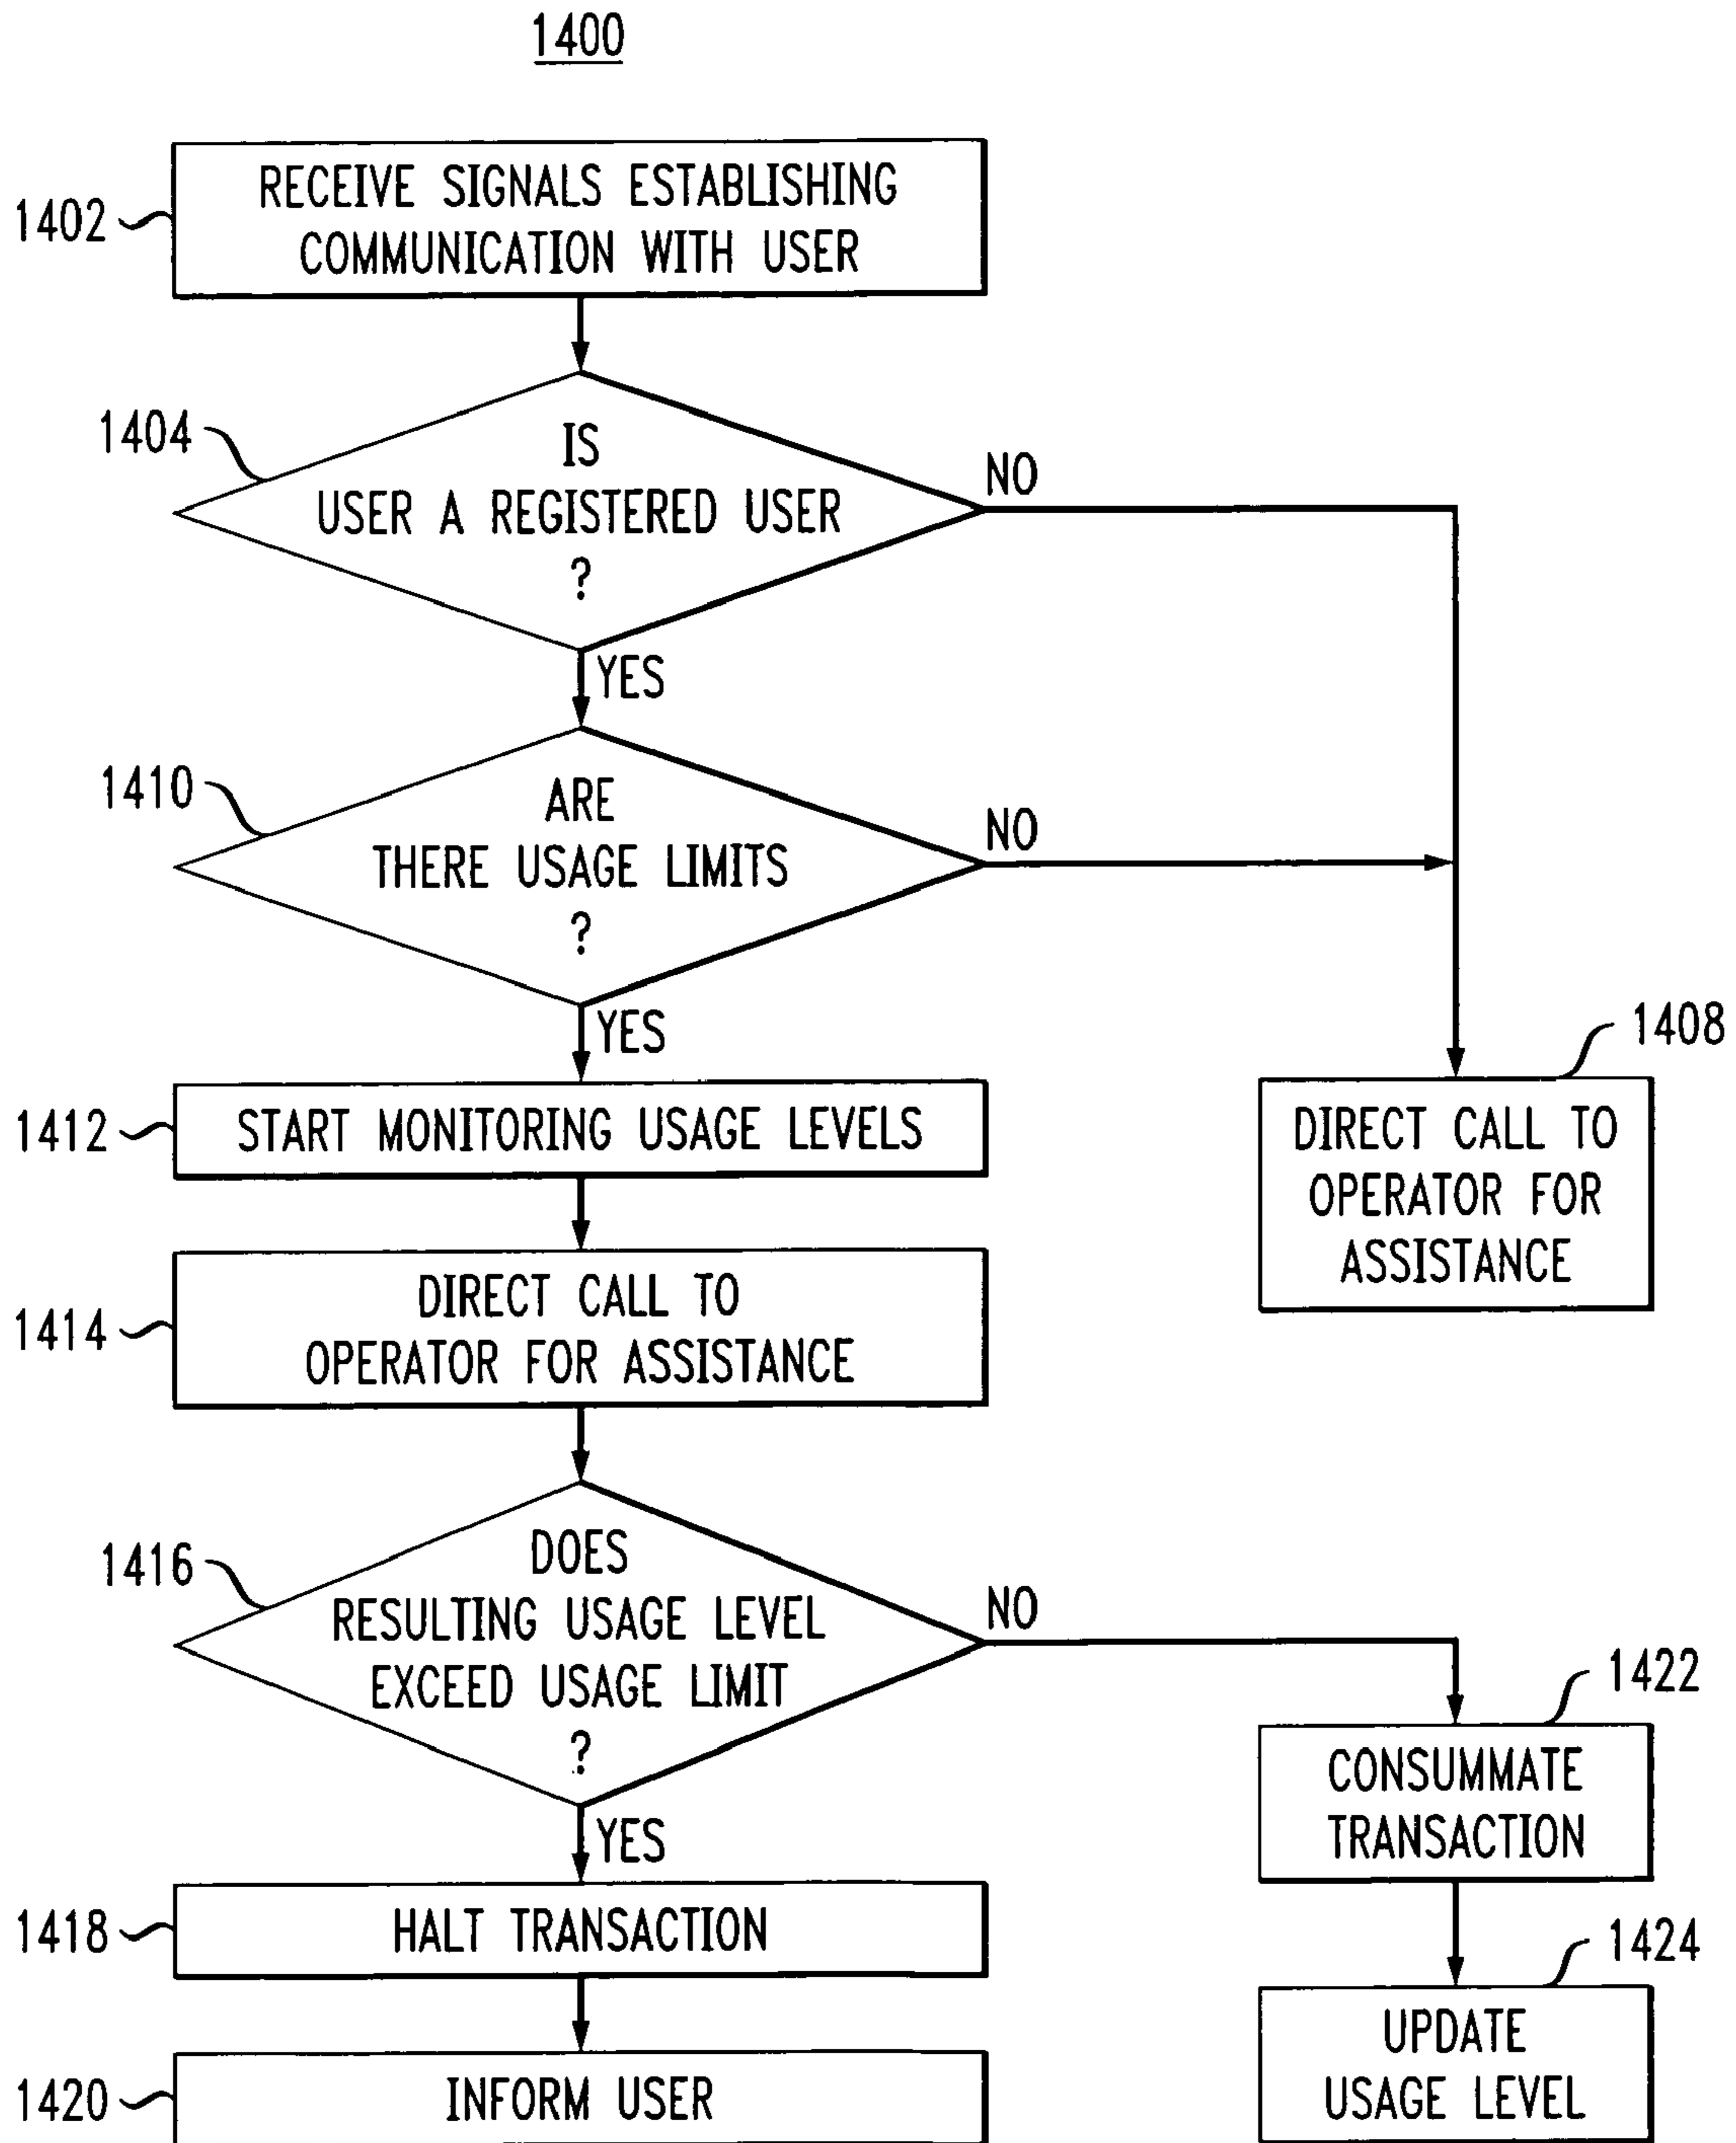 1400
1402
RECEIVE SIGNALS ESTABLISHING
COMMUNICATION WITH USER
1404
IS
USER A REGISTERED USER
?
NO
YES
1410
ARE
THERE USAGE LIMITS
?
NO
YES
1408
DIRECT CALL TO
OPERATOR FOR
ASSISTANCE
1412
START MONITORING USAGE LEVELS
1414
DIRECT CALL TO
OPERATOR FOR ASSISTANCE
1416
DOES
RESULTING USAGE LEVEL
EXCEED USAGE LIMIT
?
NO
YES
1422
CONSUMMATE
TRANSACTION
1418
HALT TRANSACTION
1424
UPDATE
USAGE LEVEL
1420
INFORM USER